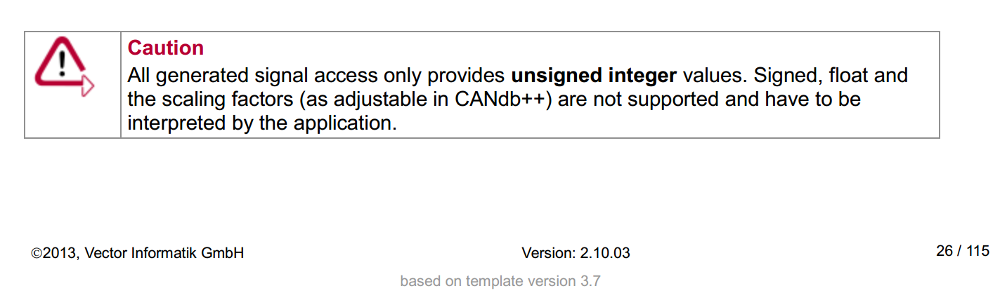 Caution
All generated signal access only provides unsigned integer values. Signed, float and
the scaling factors (as adjustable in CANdb++) are not supported and have to be
interpreted by the application.
©2013, Vector Informatik GmbH
Version: 2.10.03
26 / 115
based on template version 3.7